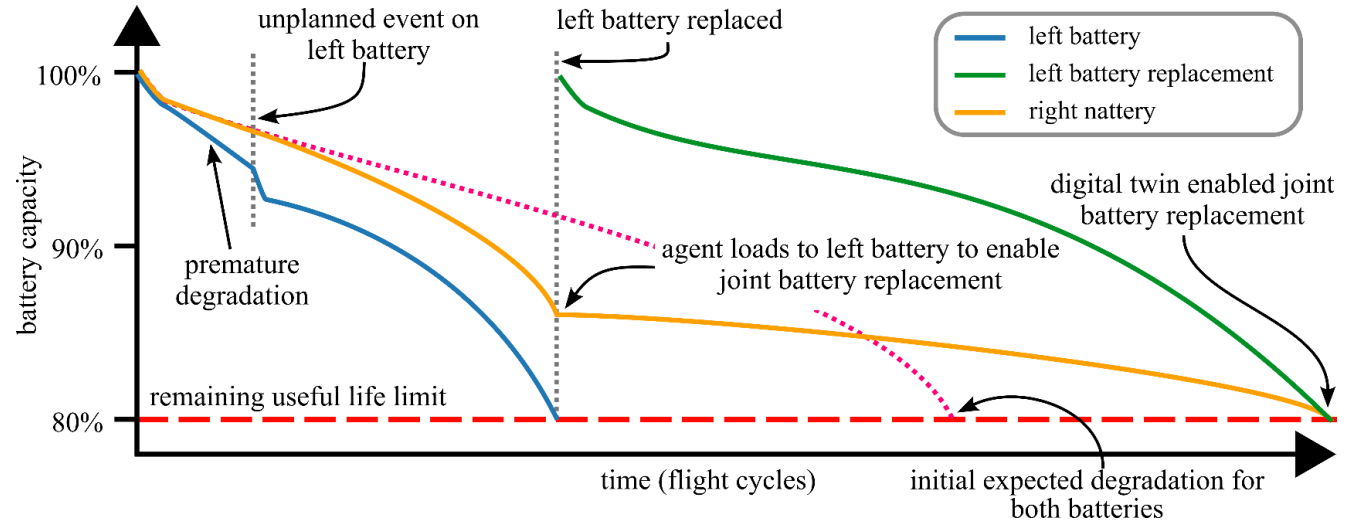 unplanned event on
left battery
left battery replaced
left battery
left battery replacement
right nattery
100%
90%
80%
battery capacity
premature
degradation
agent loads to left battery to enable
joint battery replacement
digital twin enabled joint
battery replacement
remaining useful life limit
time (flight cycles)
initial expected degradation for
both batteries